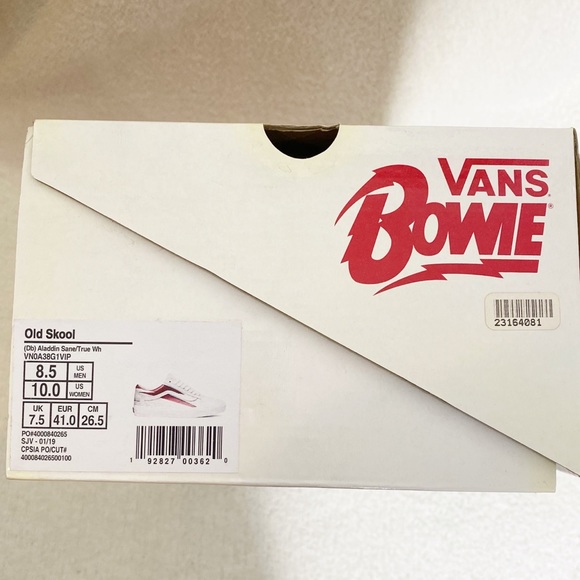 VANS
BOWIE
23164081
Old Skool
(Db) Aladdin Sane/True Wh
VN0A38G1VIP
8.5 US MEN
10.0 US WOMEN
UK EUR CM
7.5 41.0 26.5
PO#4000840265
SJV - 01/19
CPSIA PO/CUT#
400084026500100
1 92827 00362 0